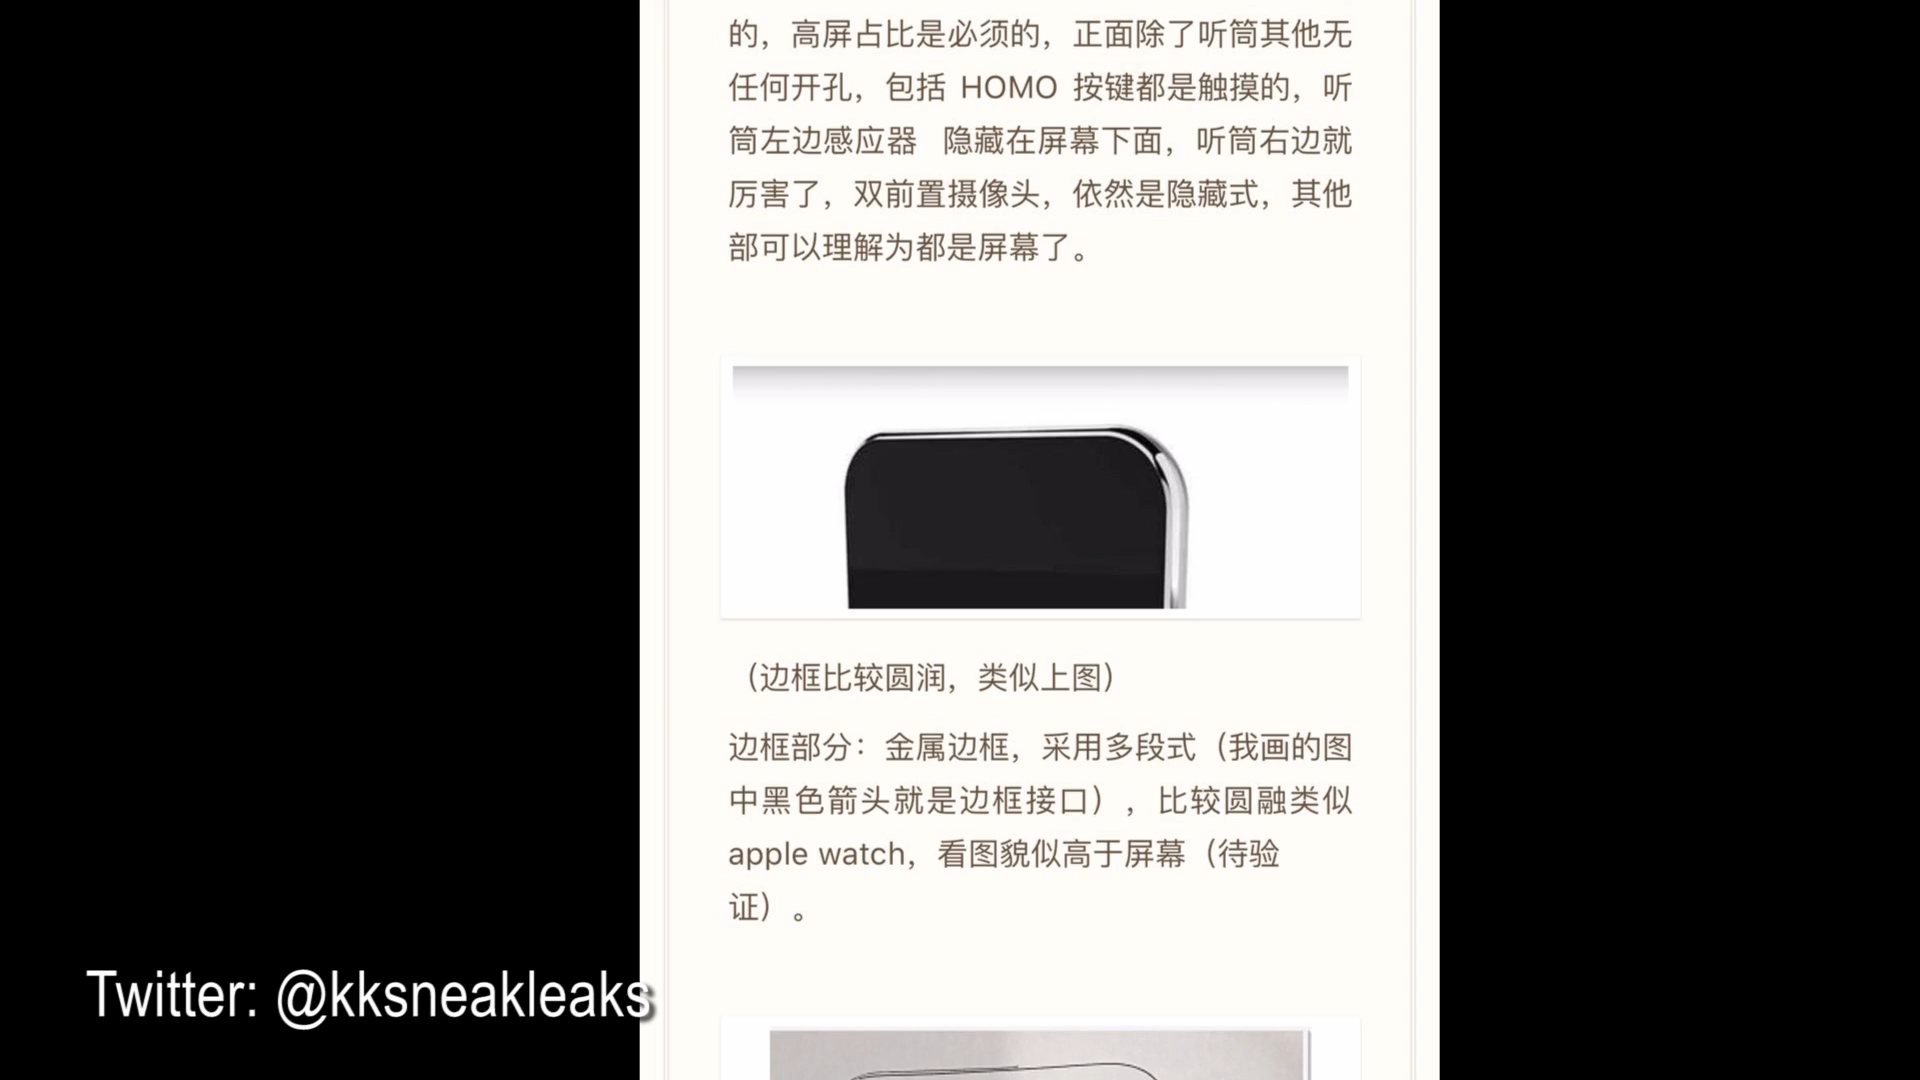 的，高屏占比是必须的，正面除了听筒其他无
任何开孔，包括 HOMO 按键都是触摸的，听
筒左边感应器 隐藏在屏幕下面，听筒右边就
厉害了，双前置摄像头，依然是隐藏式，其他
部可以理解为都是屏幕了。
（边框比较圆润，类似上图）
边框部分：金属边框，采用多段式（我画的图
中黑色箭头就是边框接口），比较圆融类似
apple watch，看图貌似高于屏幕（待验
证）。
Twitter: @kksneakleaks